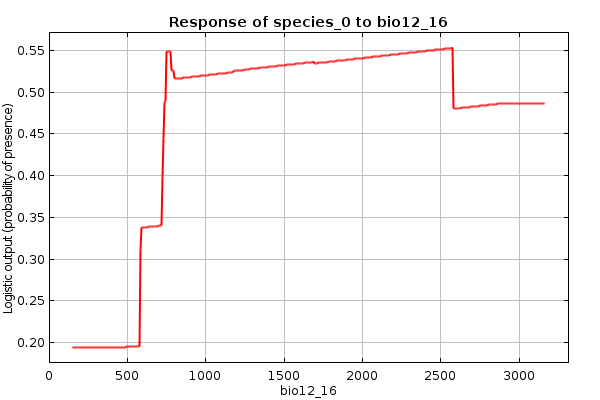 Response of species_0 to bio12_16
Logistic output (probability of presence)
0.55
0.50
0.45
0.40
0.35
0.30
0.25
0.20
0 500 1000 1500 2000 2500 3000
bio12_16